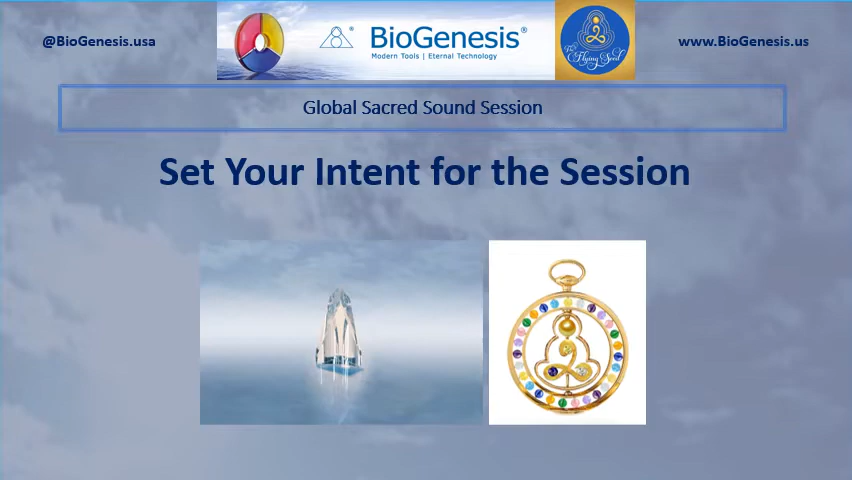 @BioGenesis.usa
BioGenesis®
Modern Tools | Eternal Technology
The
Flying Seed
www.BioGenesis.us
Global Sacred Sound Session
Set Your Intent for the Session